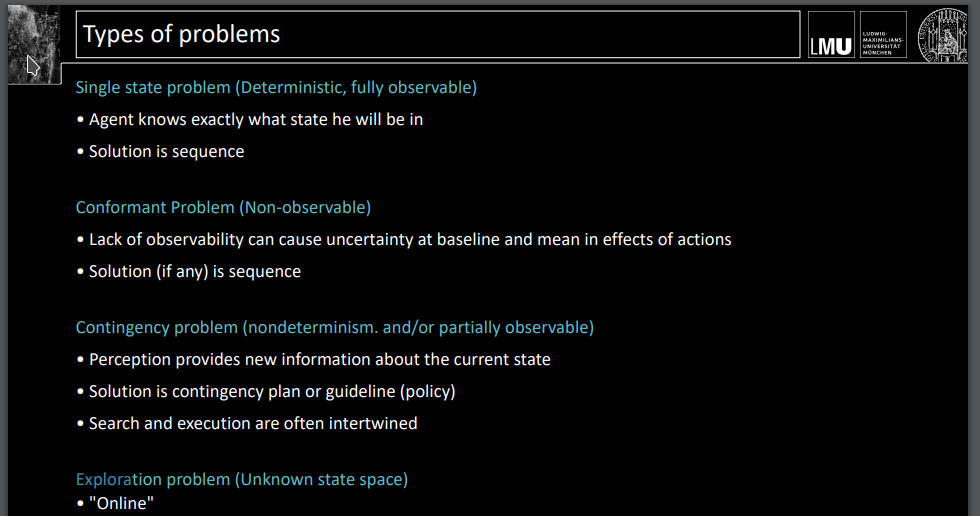 Types of problems
LMU
LUDWIG-
MAXIMILIANS-
UNIVERSITÄT
MÜNCHEN
Single state problem (Deterministic, fully observable)
• Agent knows exactly what state he will be in
• Solution is sequence
Conformant Problem (Non-observable)
• Lack of observability can cause uncertainty at baseline and mean in effects of actions
• Solution (if any) is sequence
Contingency problem (nondeterminism. and/or partially observable)
• Perception provides new information about the current state
• Solution is contingency plan or guideline (policy)
• Search and execution are often intertwined
Exploration problem (Unknown state space)
• "Online"